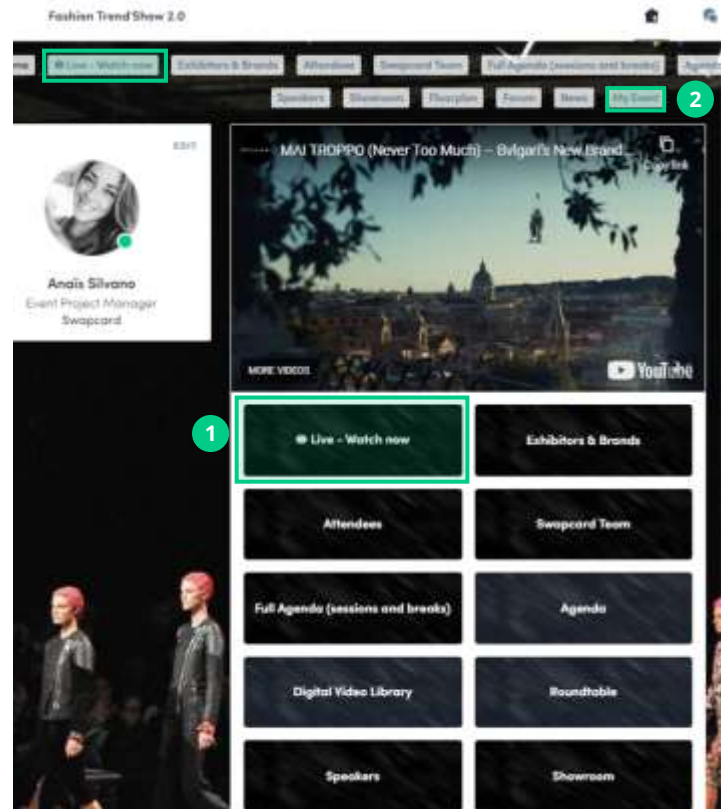 Fashion Trend Show 2.0
Live - Watch now
Exhibitors & Brands
Attendees
Swapcard Team
Full Agenda (sessions and breaks)
Speakers
Showroom
Floorplan
Forum
News
My Event
2
EDIT
MAI TROPPO (Never Too Much) – Bvlgari's New Brand ...
Copy link
Anaïs Silvano
Event Project Manager
Swapcard
MORE VIDEOS
YouTube
1
Live - Watch now
Exhibitors & Brands
Attendees
Swapcard Team
Full Agenda (sessions and breaks)
Agenda
Digital Video Library
Roundtable
Speakers
Showroom